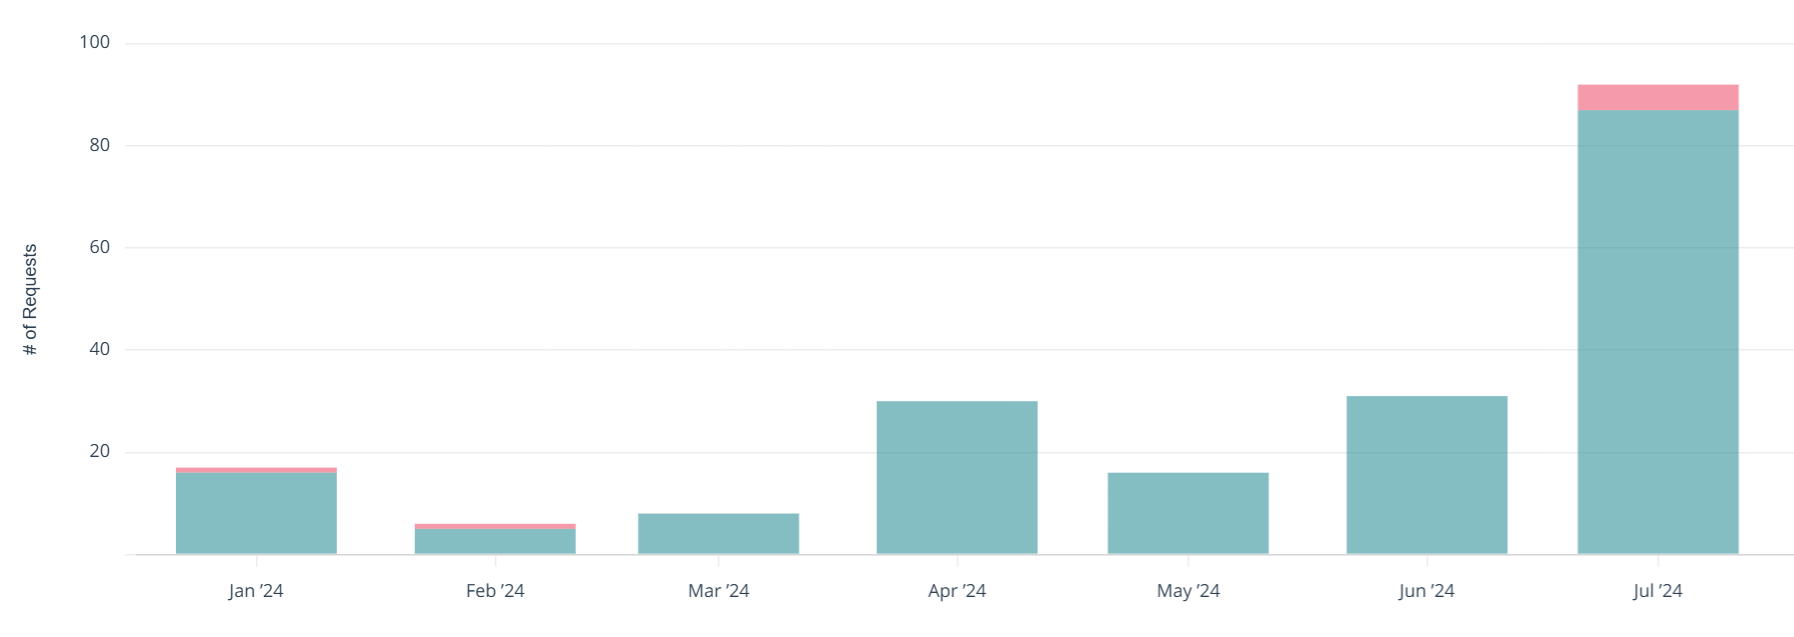 100
80
60
40
20
# of Requests
Jan ’24
Feb ’24
Mar ’24
Apr ’24
May ’24
Jun ’24
Jul ’24